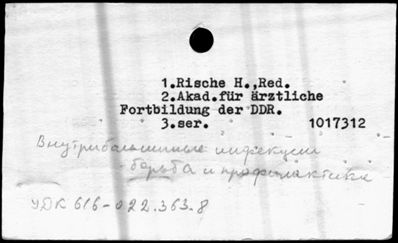 1.Rische H.,Red.
2.Akad.für ärztliche
Fortbildung der DDR.
3.ser. 1017312
Внутрибольничные инфекции
борьба и профилактика
УДК 616-022.363-8